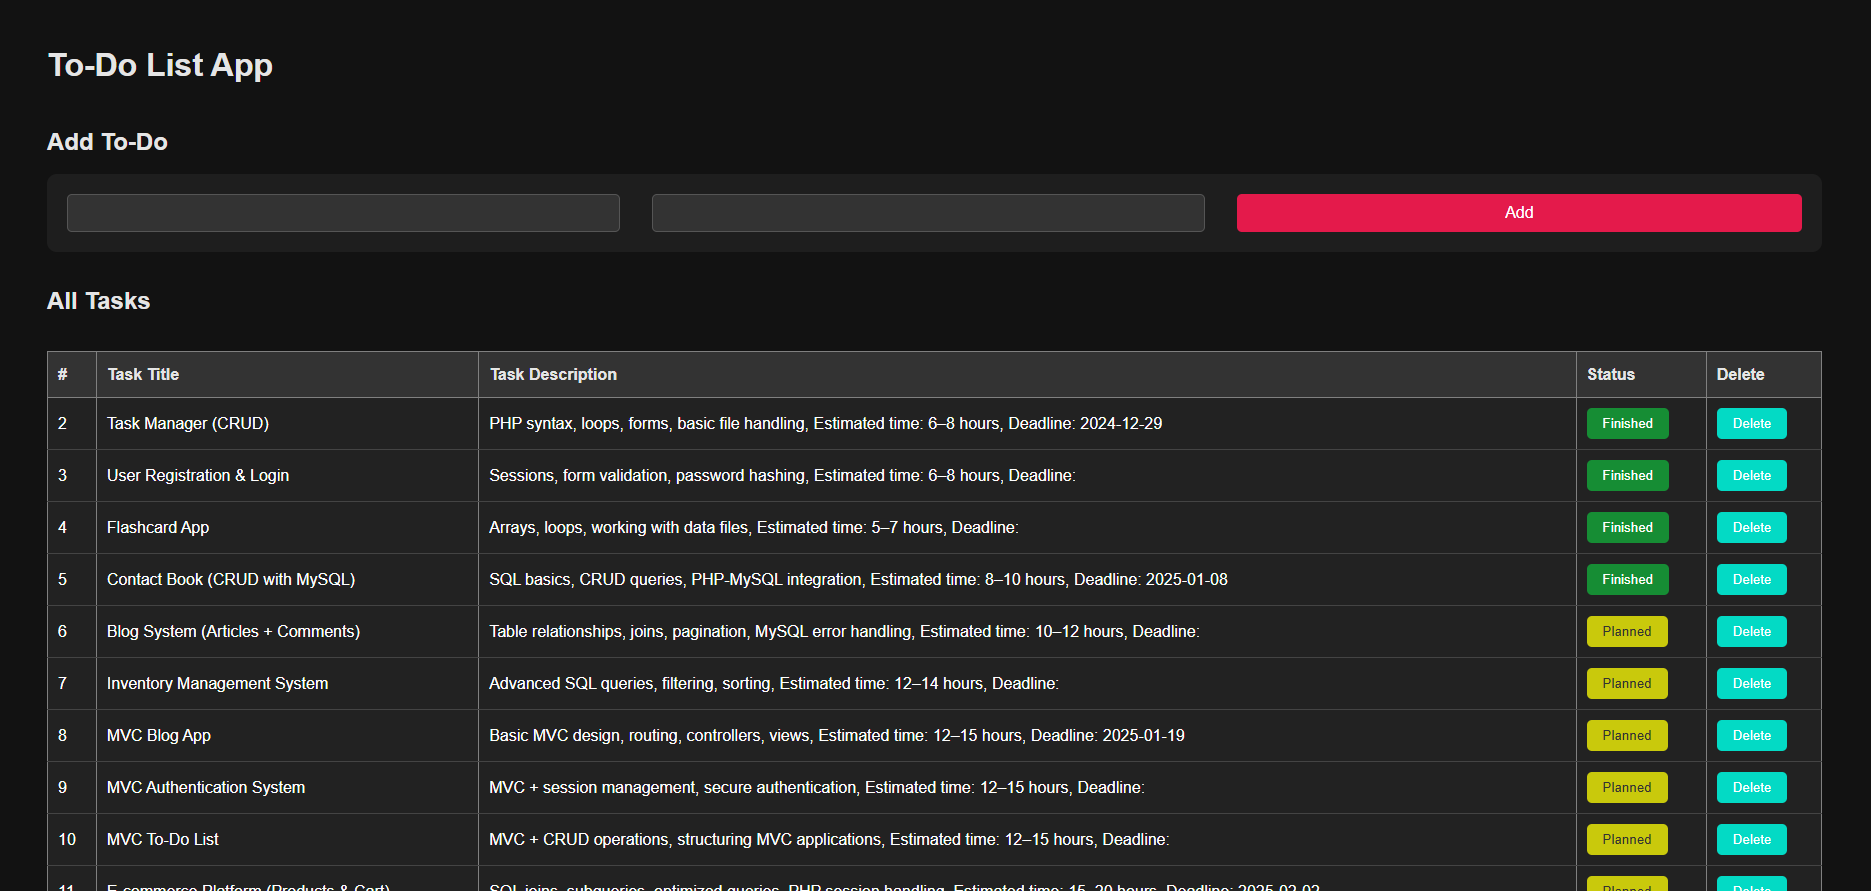 To-Do List App
Add To-Do
Add
All Tasks
# Task Title Task Description Status Delete
2 Task Manager (CRUD) PHP syntax, loops, forms, basic file handling, Estimated time: 6–8 hours, Deadline: 2024-12-29 Finished Delete
3 User Registration & Login Sessions, form validation, password hashing, Estimated time: 6–8 hours, Deadline: Finished Delete
4 Flashcard App Arrays, loops, working with data files, Estimated time: 5–7 hours, Deadline: Finished Delete
5 Contact Book (CRUD with MySQL) SQL basics, CRUD queries, PHP-MySQL integration, Estimated time: 8–10 hours, Deadline: 2025-01-08 Finished Delete
6 Blog System (Articles + Comments) Table relationships, joins, pagination, MySQL error handling, Estimated time: 10–12 hours, Deadline: Planned Delete
7 Inventory Management System Advanced SQL queries, filtering, sorting, Estimated time: 12–14 hours, Deadline: Planned Delete
8 MVC Blog App Basic MVC design, routing, controllers, views, Estimated time: 12–15 hours, Deadline: 2025-01-19 Planned Delete
9 MVC Authentication System MVC + session management, secure authentication, Estimated time: 12–15 hours, Deadline: Planned Delete
10 MVC To-Do List MVC + CRUD operations, structuring MVC applications, Estimated time: 12–15 hours, Deadline: Planned Delete
11 E-commerce Platform (Products & Cart) SQL joins, subqueries, optimized queries, PHP session handling, Estimated time: 15–20 hours, Deadline: 2025-02-02 Planned Delete